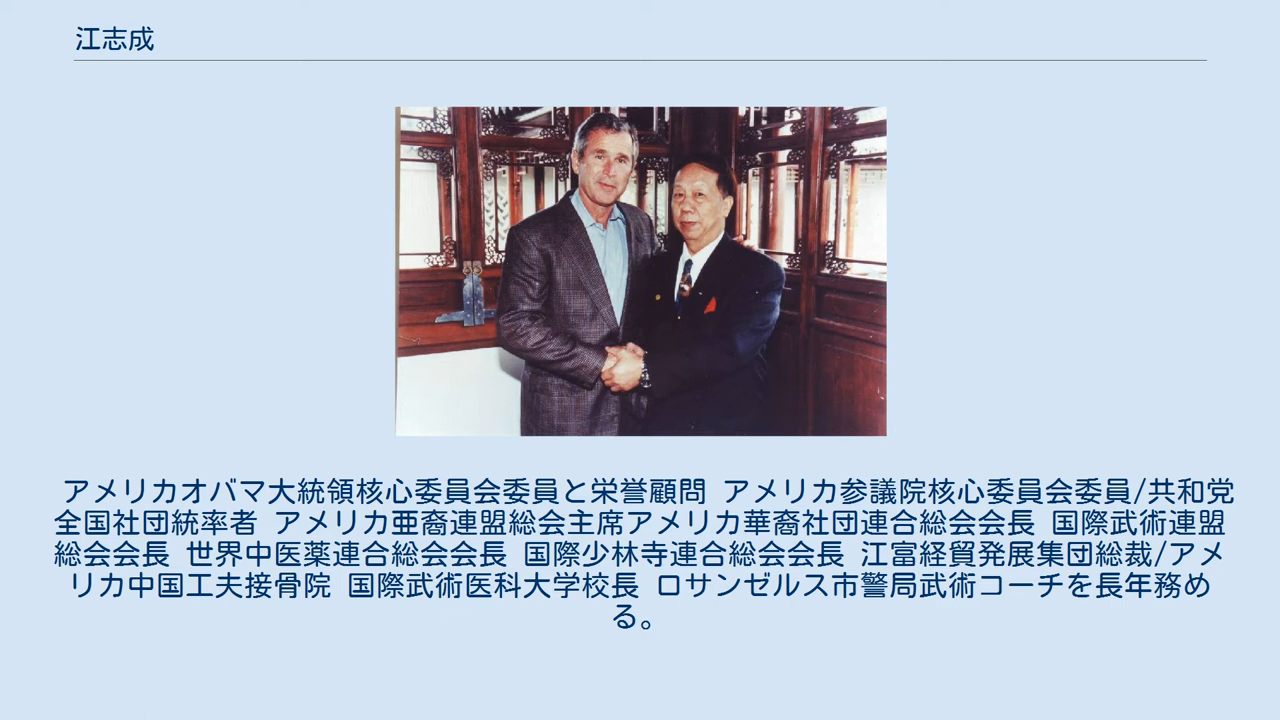 江志成
アメリカオバマ大統領核心委員会委員と栄誉顧問 アメリカ参議院核心委員会委員/共和党
全国社団統率者 アメリカ亜裔連盟総会主席アメリカ華裔社団連合総会会長 国際武術連盟
総会会長 世界中医薬連合総会会長 国際少林寺連合総会会長 江富経貿発展集団総裁/アメ
リカ中国工夫接骨院 国際武術医科大学校長 ロサンゼルス市警局武術コーチを長年務め
る。